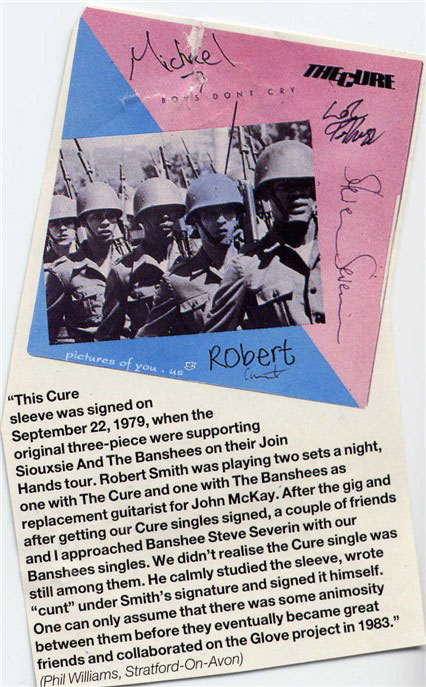 Michael
THE CURE
BOYS DONT CRY
Lol
Steven Severin
pictures of you . us
Robert
cunt
“This Cure
sleeve was signed on
September 22, 1979, when the
original three-piece were supporting
Siouxsie And The Banshees on their Join
Hands tour. Robert Smith was playing two sets a night,
one with The Cure and one with The Banshees as
replacement guitarist for John McKay. After the gig and
after getting our Cure singles signed, a couple of friends
and I approached Banshee Steve Severin with our
Banshees singles. We didn’t realise the Cure single was
still among them. He calmly studied the sleeve, wrote
“cunt” under Smith’s signature and signed it himself.
One can only assume that there was some animosity
between them before they eventually became great
friends and collaborated on the Glove project in 1983.”
(Phil Williams, Stratford-On-Avon)